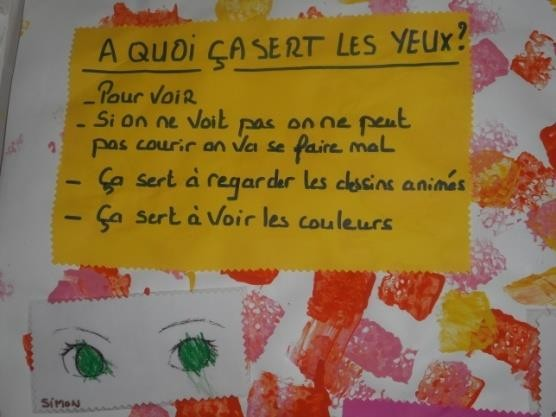 A QUOI ÇA SERT LES YEUX?
- Pour voir
- Si on ne voit pas on ne peut
pas courir on va se faire mal
- Ça sert à regarder les dessins animés
- Ça sert à voir les couleurs
SIMON